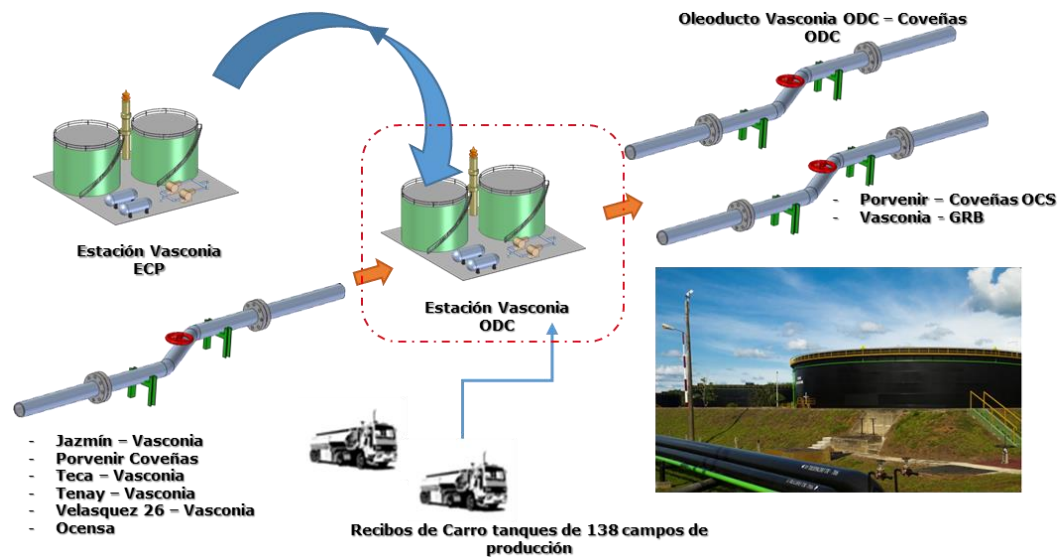 Oleoducto Vasconia ODC – Coveñas
ODC
Estación Vasconia
ECP
- Porvenir – Coveñas OCS
- Vasconia - GRB
Estación Vasconia
ODC
- Jazmín – Vasconia
- Porvenir Coveñas
- Teca – Vasconia
- Tenay – Vasconia
- Velasquez 26 – Vasconia
- Ocensa
Recibos de Carro tanques de 138 campos de
producción